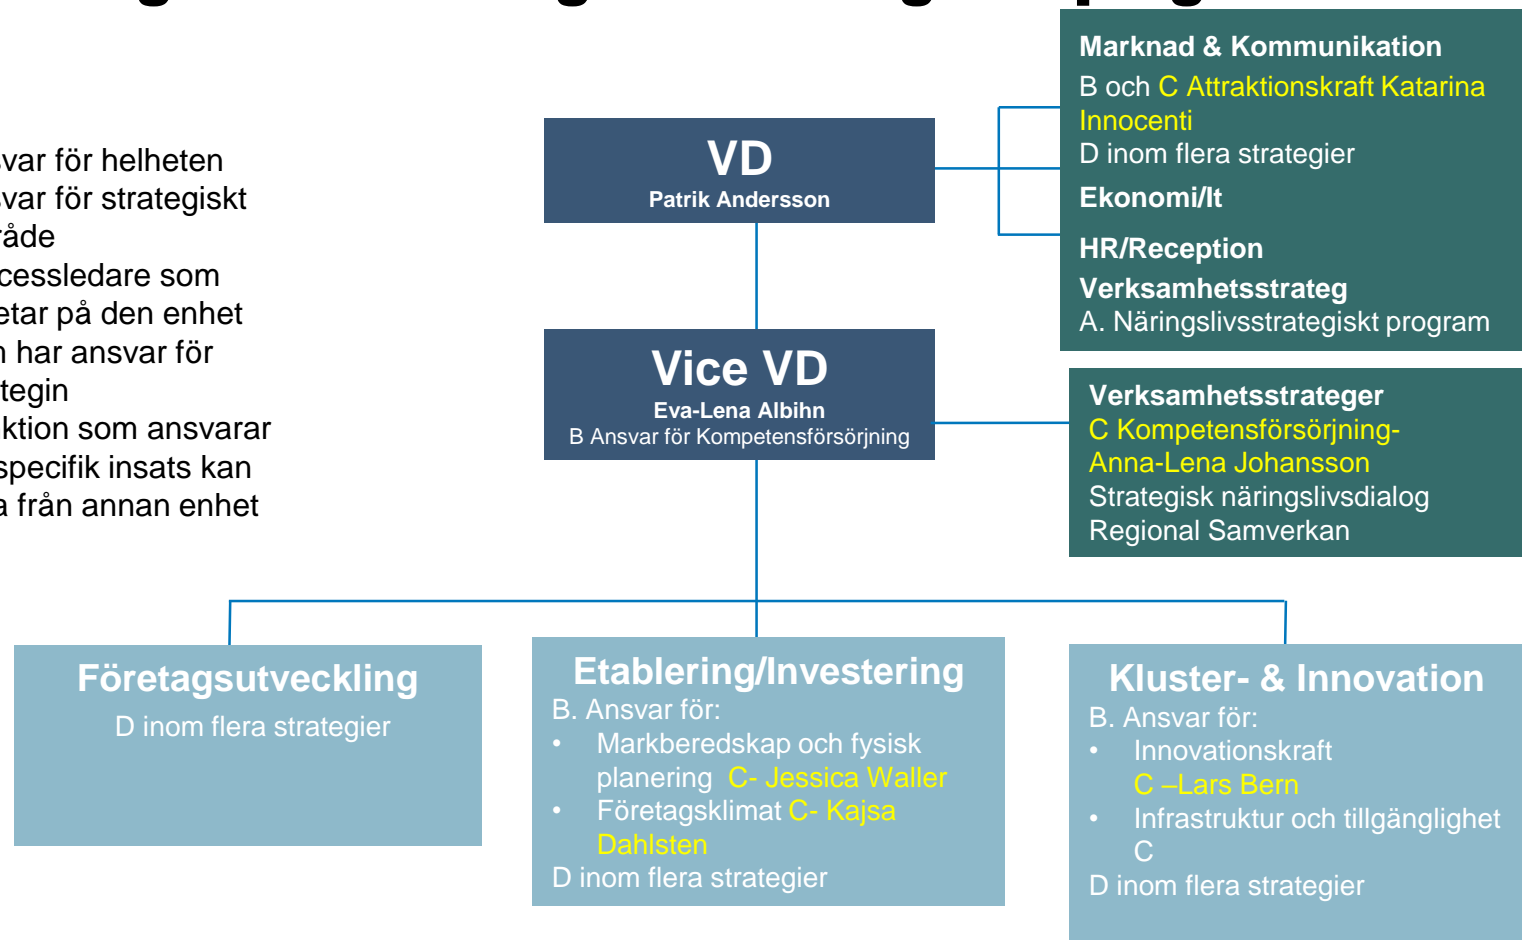 svar för helheten
svar för strategiskt
råde
cessledare som
etar på den enhet
n har ansvar för
tegin
ktion som ansvarar
specifik insats kan
a från annan enhet
VD
Patrik Andersson
Marknad & Kommunikation
B och C Attraktionskraft Katarina
Innocenti
D inom flera strategier
Ekonomi/It
HR/Reception
Verksamhetsstrateg
A. Näringslivsstrategiskt program
Vice VD
Eva-Lena Albihn
B Ansvar för Kompetensförsörjning
Verksamhetsstrateger
C Kompetensförsörjning-
Anna-Lena Johansson
Strategisk näringslivsdialog
Regional Samverkan
Företagsutveckling
D inom flera strategier
Etablering/Investering
B. Ansvar för:
• Markberedskap och fysisk
planering C- Jessica Waller
• Företagsklimat C- Kajsa
Dahlsten
D inom flera strategier
Kluster- & Innovation
B. Ansvar för:
• Innovationskraft
C –Lars Bern
• Infrastruktur och tillgänglighet
C
D inom flera strategier